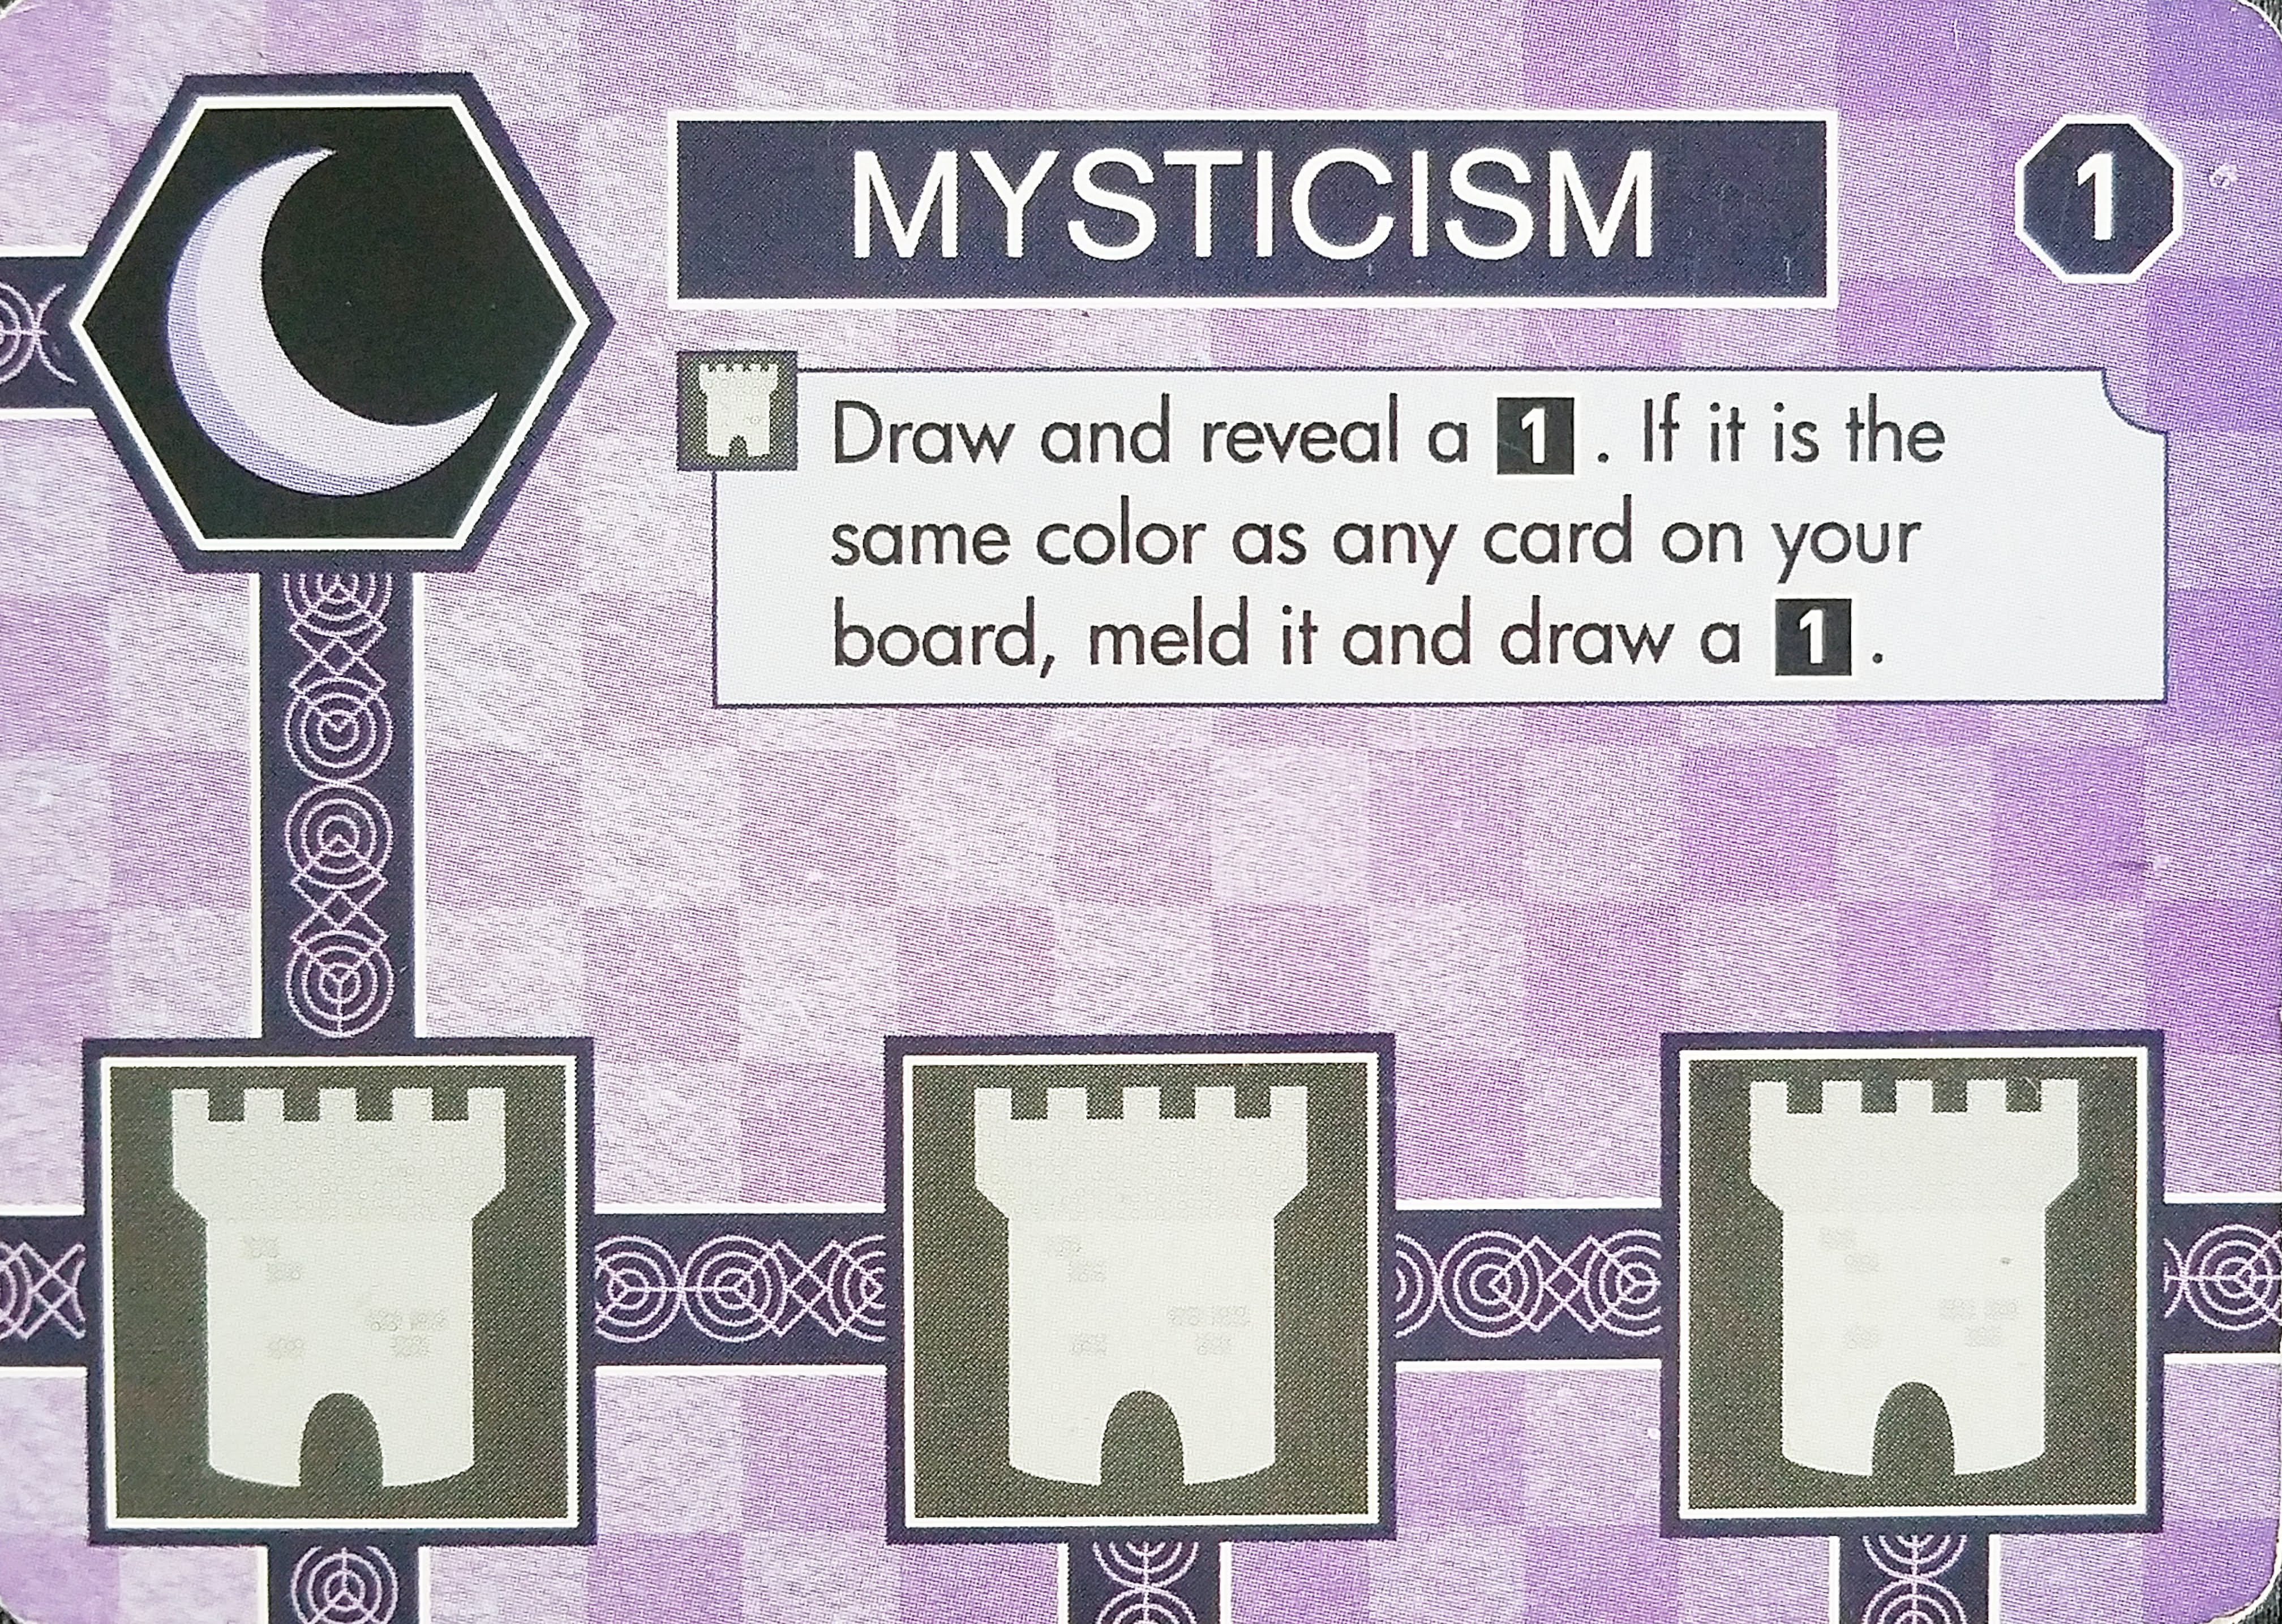 MYSTICISM
1
Draw and reveal a 1 . If it is the
same color as any card on your
board, meld it and draw a 1 .